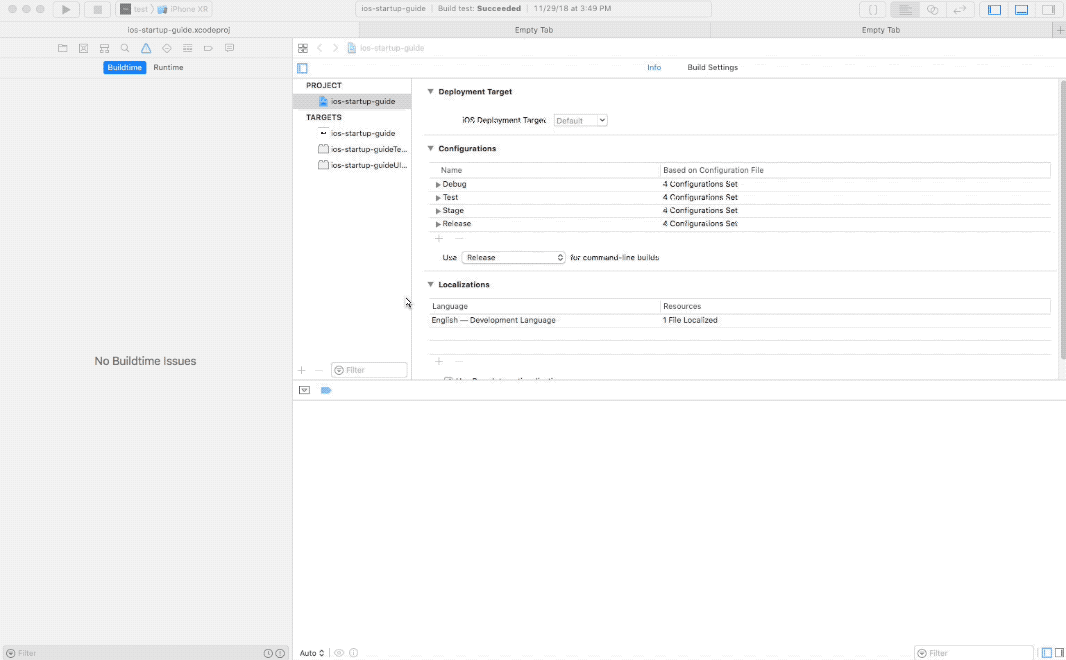 test › iPhone XR
ios-startup-guide | Build test: Succeeded | 11/29/18 at 3:49 PM
ios-startup-guide.xcodeproj
Empty Tab
Empty Tab
ios-startup-guide
Buildtime
Runtime
Info
Build Settings
PROJECT
ios-startup-guide
TARGETS
ios-startup-guide
ios-startup-guideTe...
ios-startup-guideUI...
Deployment Target
iOS Deployment Target
Default
Configurations
Name
Based on Configuration File
Debug
4 Configurations Set
Test
4 Configurations Set
Stage
4 Configurations Set
Release
4 Configurations Set
Use Release for command-line builds
Localizations
Language
Resources
English — Development Language
1 File Localized
No Buildtime Issues
Filter
Filter
Auto
Filter